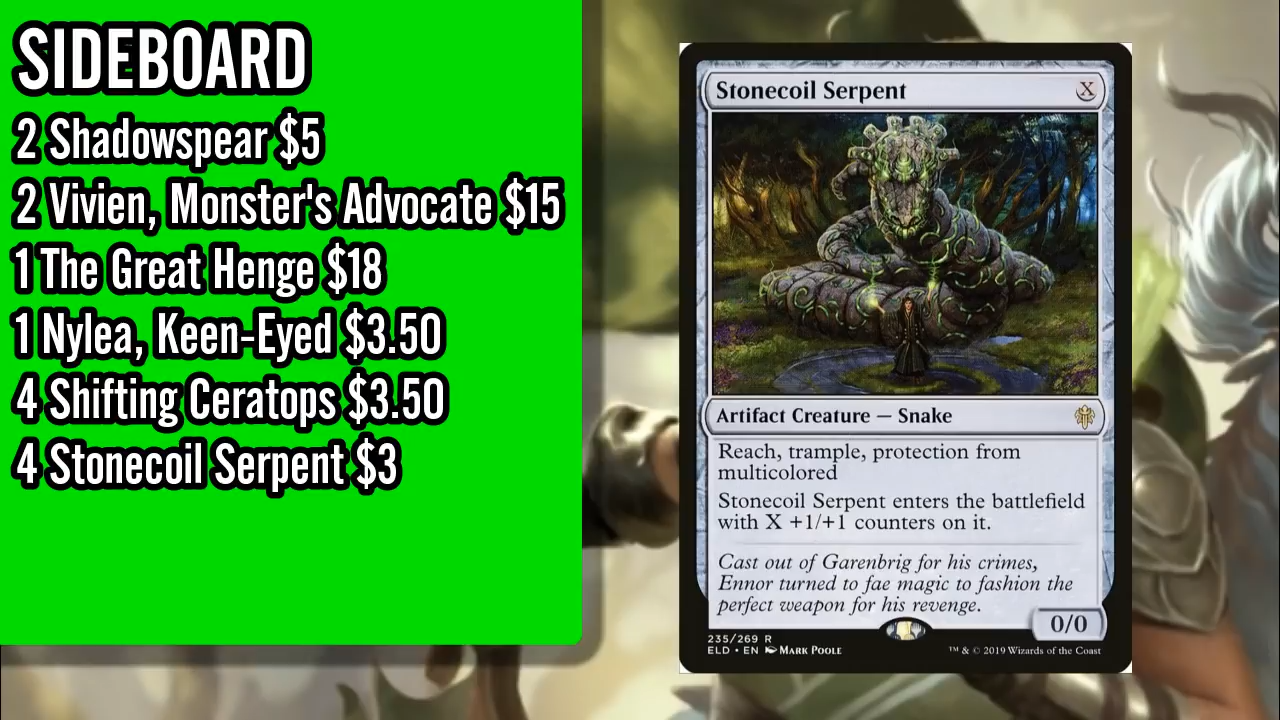 SIDEBOARD
2 Shadowspear $5
2 Vivien, Monster's Advocate $15
1 The Great Henge $18
1 Nylea, Keen-Eyed $3.50
4 Shifting Ceratops $3.50
4 Stonecoil Serpent $3
Stonecoil Serpent X
Artifact Creature — Snake
Reach, trample, protection from
multicolored
Stonecoil Serpent enters the battlefield
with X +1/+1 counters on it.
Cast out of Garenbrig for his crimes,
Ennor turned to fae magic to fashion the
perfect weapon for his revenge.
0/0
235/269 R
ELD • EN Mark Poole
™ & © 2019 Wizards of the Coast